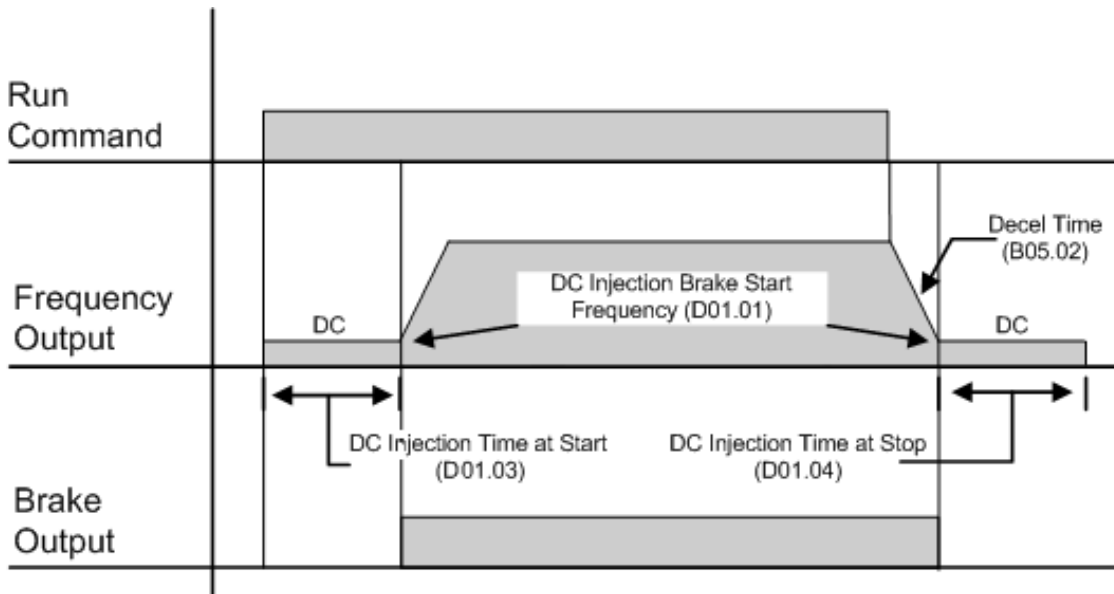 Run
Command
Decel Time
(B05.02)
DC Injection Brake Start
Frequency (D01.01)
Frequency
Output
DC
DC
DC Injection Time at Start
(D01.03)
DC Injection Time at Stop
(D01.04)
Brake
Output